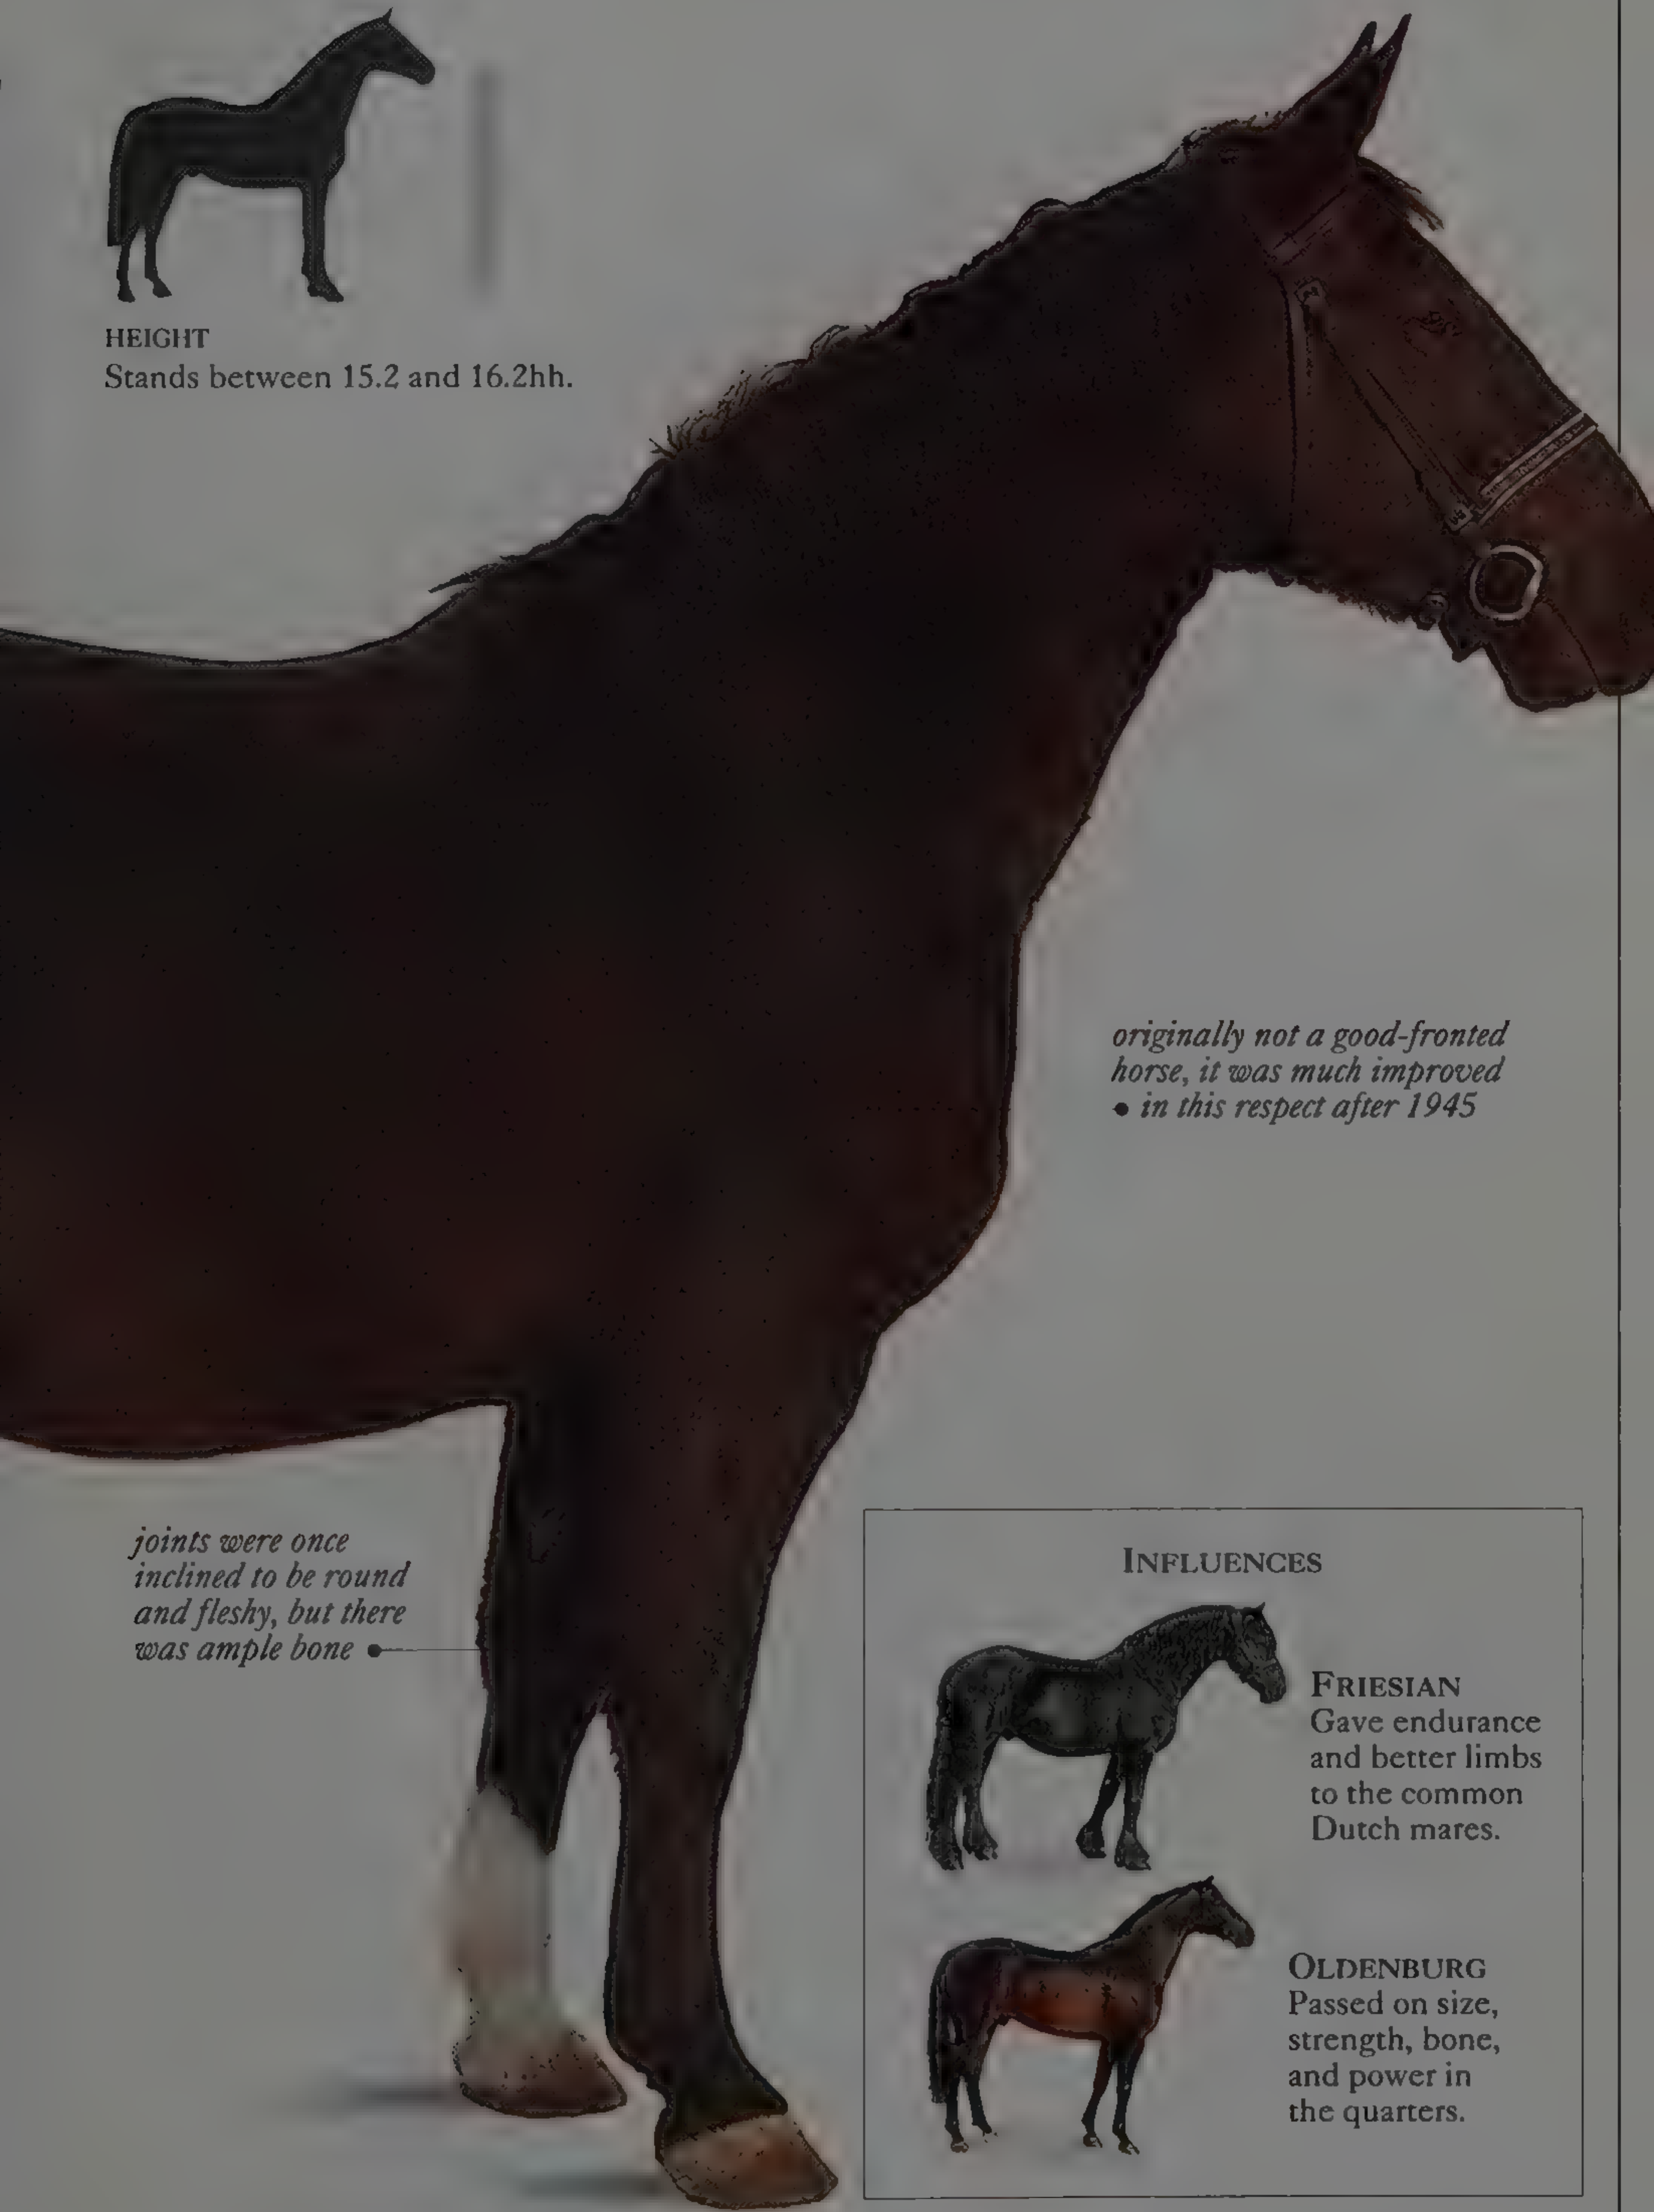 HEIGHT
Stands between 15.2 and 16.2hh.
originally not a good-fronted
horse, it was much improved
• in this respect after 1945
joints were once
inclined to be round
and fleshy, but there
was ample bone •
INFLUENCES
FRIESIAN
Gave endurance
and better limbs
to the common
Dutch mares.
OLDENBURG
Passed on size,
strength, bone,
and power in
the quarters.